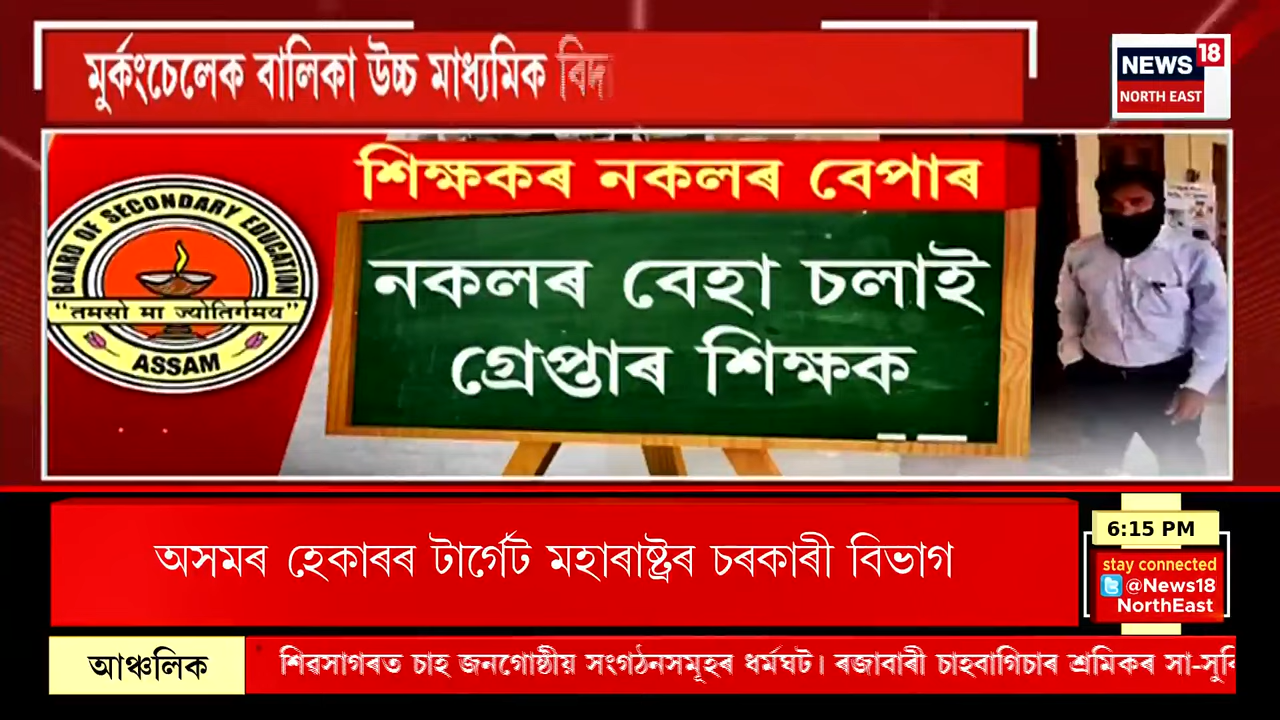 মুৰ্কংচেলেক বালিকা উচ্চ মাধ্যমিক
NEWS 18
NORTH EAST
শিক্ষকৰ নকলৰ বেপাৰ
BOARD OF SECONDARY EDUCATION
"तमसो मा ज्योतिर्गमय"
ASSAM
নকলৰ বেহা চলাই
গ্ৰেপ্তাৰ শিক্ষক
অসমৰ হেকাৰৰ টাৰ্গেট মহাৰাষ্ট্ৰৰ চৰকাৰী বিভাগ
6:15 PM
stay connected
@News18
NorthEast
আঞ্চলিক
শিৱসাগৰত চাহ জনগোষ্ঠীয় সংগঠনসমূহৰ ধৰ্মঘট। ৰজাবাৰী চাহবাগিচাৰ শ্ৰমিকৰ